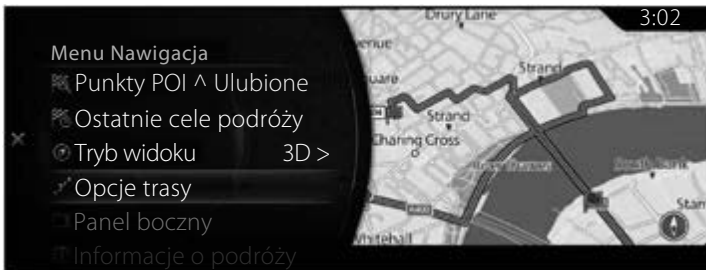 3:02
Menu Nawigacja
Punkty POI ^ Ulubione
Ostatnie cele podróży
Tryb widoku 3D >
Opcje trasy
Panel boczny
Informacje o podróży
Drury Lane
Strand
Strand
Charing Cross
Whitehall